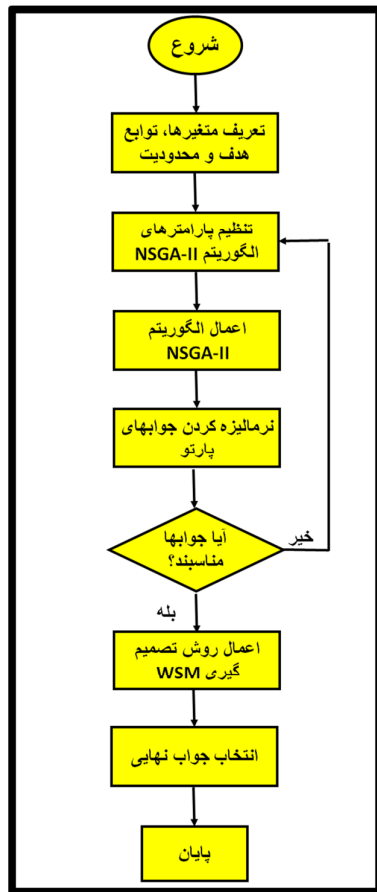 شروع
تعریف متغیرها، توابع
هدف و محدودیت
تنظیم پارامترهای
الگوریتم NSGA-II
اعمال الگوریتم
NSGA-II
نرمالیزه کردن جوابهای
پارتو
آیا جوابها
مناسبند؟
خیر
بله
اعمال روش تصمیم
گیری WSM
انتخاب جواب نهایی
پایان